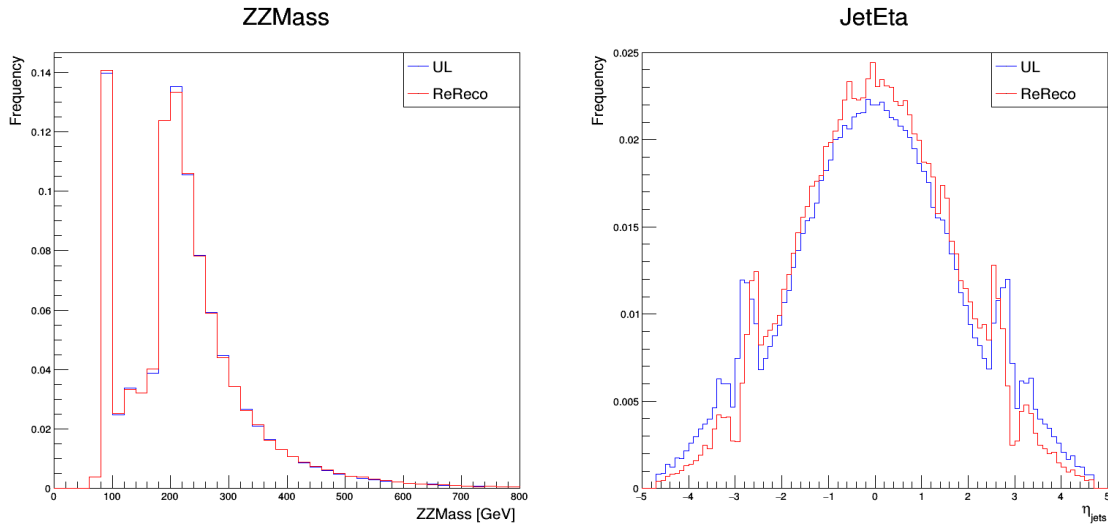 ZZMass
Frequency
0.14
0.12
0.1
0.08
0.06
0.04
0.02
0
0 100 200 300 400 500 600 700 800
ZZMass [GeV]
UL
ReReco
JetEta
Frequency
0.025
0.02
0.015
0.01
0.005
0
−5 −4 −3 −2 −1 0 1 2 3 4 5
ηjets
UL
ReReco